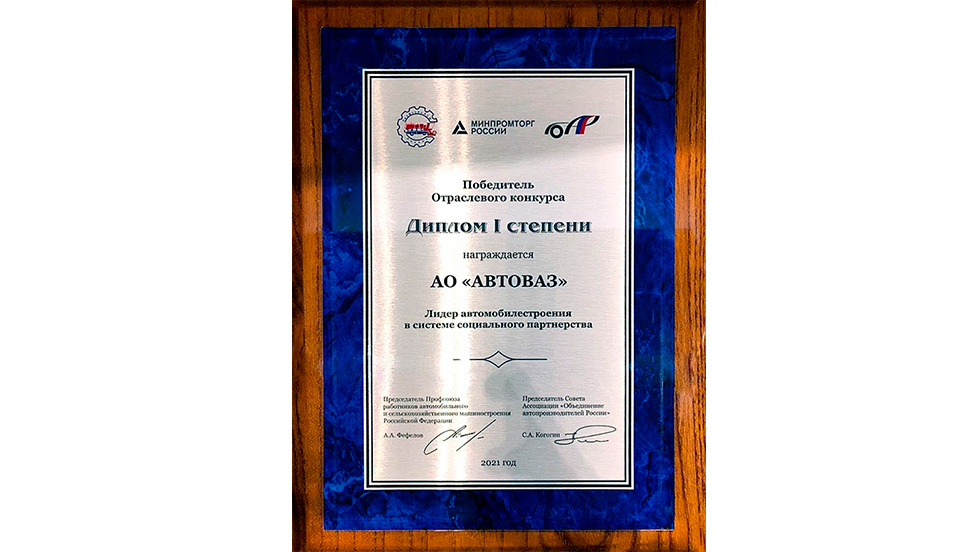 МИНПРОМТОРГ
РОССИИ
Победитель
Отраслевого конкурса
Диплом I степени
награждается
АО «АВТОВАЗ»
Лидер автомобилестроения
в системе социального партнерства
Председатель Профсоюза
работников автомобильного
и сельскохозяйственного машиностроения
Российской Федерации
А.А. Фефелов
Председатель Совета
Ассоциации «Объединение
автопроизводителей России»
С.А. Когогин
2021 год